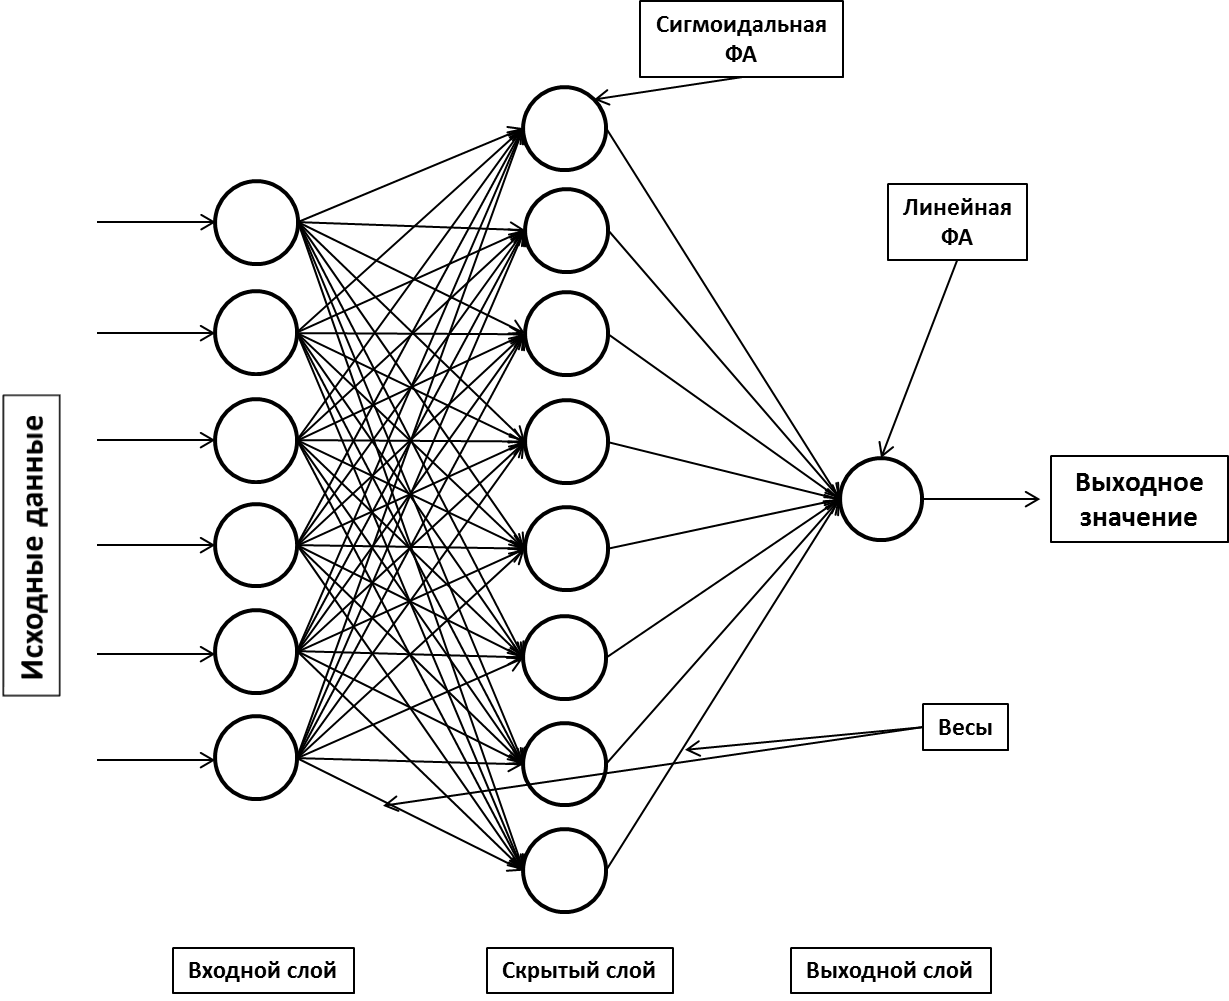 Сигмоидальная
ФА
Линейная
ФА
Исходные данные
Выходное
значение
Весы
Входной слой
Скрытый слой
Выходной слой